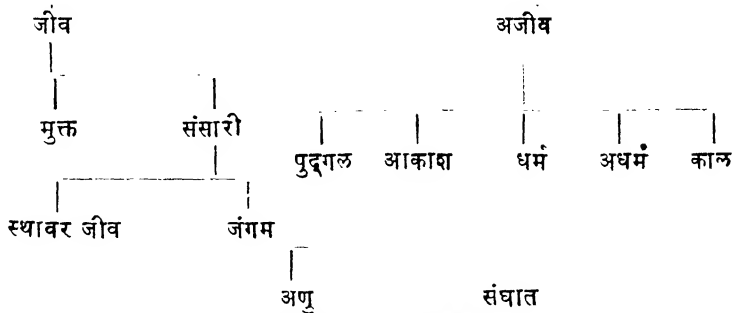 जीव अजीव
मुक्त संसारी
पुद्गल आकाश धर्म अधर्मं काल
स्थावर जीव जंगम
अणु संघात